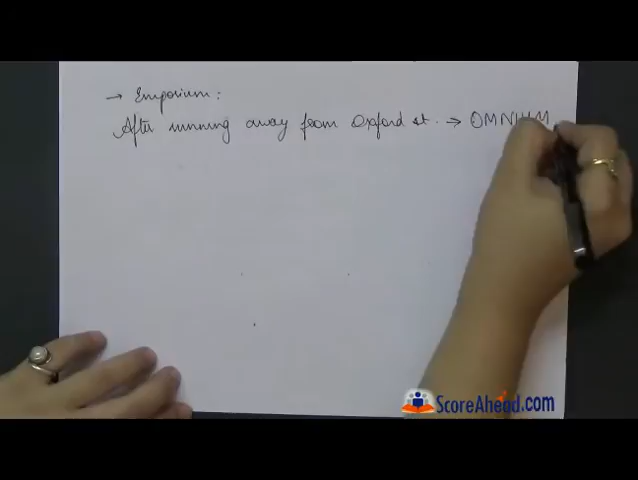 → Emporium:
After running away from Oxford st. → OMNIUM
ScoreAhead.com